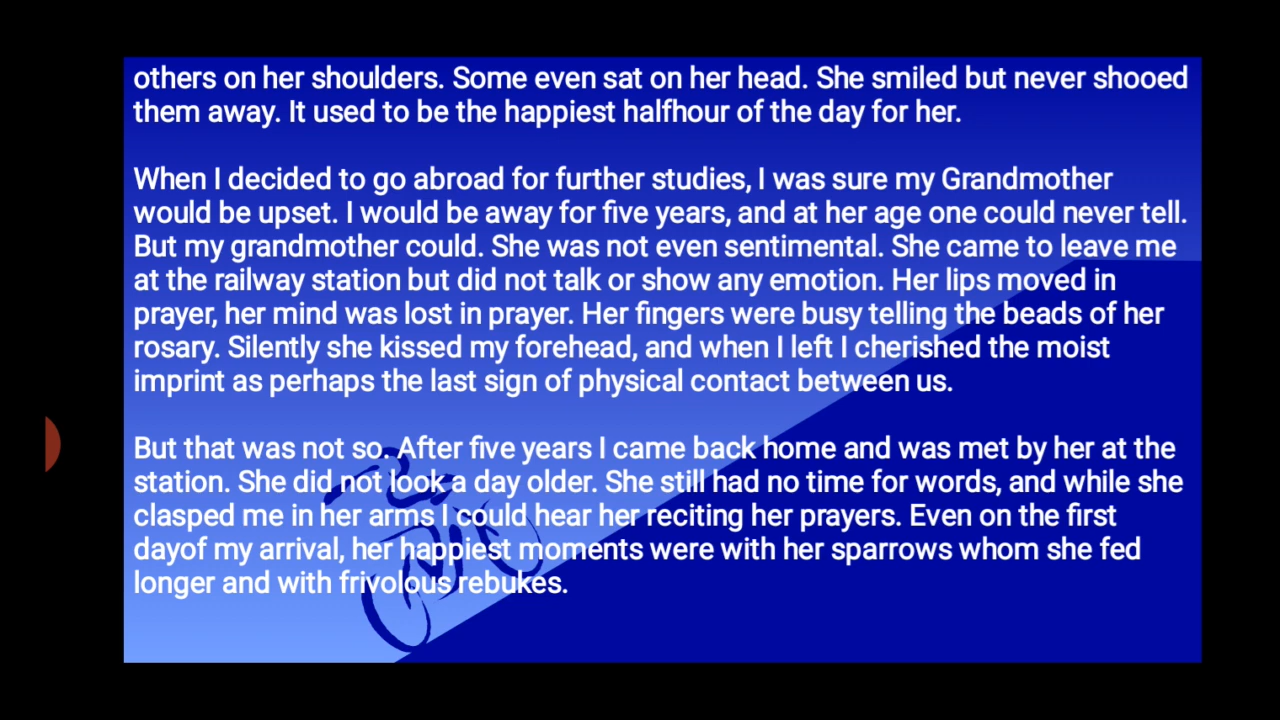 others on her shoulders. Some even sat on her head. She smiled but never shooed
them away. It used to be the happiest halfhour of the day for her.
When I decided to go abroad for further studies, I was sure my Grandmother
would be upset. I would be away for five years, and at her age one could never tell.
But my grandmother could. She was not even sentimental. She came to leave me
at the railway station but did not talk or show any emotion. Her lips moved in
prayer, her mind was lost in prayer. Her fingers were busy telling the beads of her
rosary. Silently she kissed my forehead, and when I left I cherished the moist
imprint as perhaps the last sign of physical contact between us.
But that was not so. After five years I came back home and was met by her at the
station. She did not look a day older. She still had no time for words, and while she
clasped me in her arms I could hear her reciting her prayers. Even on the first
dayof my arrival, her happiest moments were with her sparrows whom she fed
longer and with frivolous rebukes.